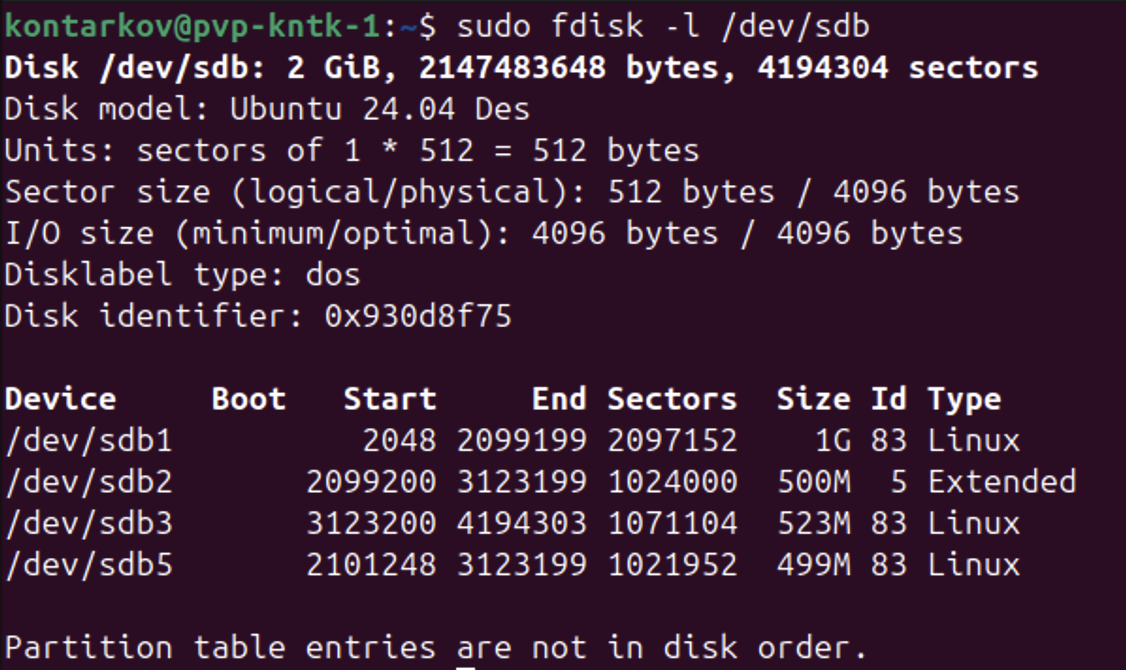 kontarkov@pvp-kntk-1:~$ sudo fdisk -l /dev/sdb
Disk /dev/sdb: 2 GiB, 2147483648 bytes, 4194304 sectors
Disk model: Ubuntu 24.04 Des
Units: sectors of 1 * 512 = 512 bytes
Sector size (logical/physical): 512 bytes / 4096 bytes
I/O size (minimum/optimal): 4096 bytes / 4096 bytes
Disklabel type: dos
Disk identifier: 0x930d8f75

Device     Boot   Start     End Sectors  Size Id Type
/dev/sdb1          2048 2099199 2097152    1G 83 Linux
/dev/sdb2       2099200 3123199 1024000  500M  5 Extended
/dev/sdb3       3123200 4194303 1071104  523M 83 Linux
/dev/sdb5       2101248 3123199 1021952  499M 83 Linux

Partition table entries are not in disk order.